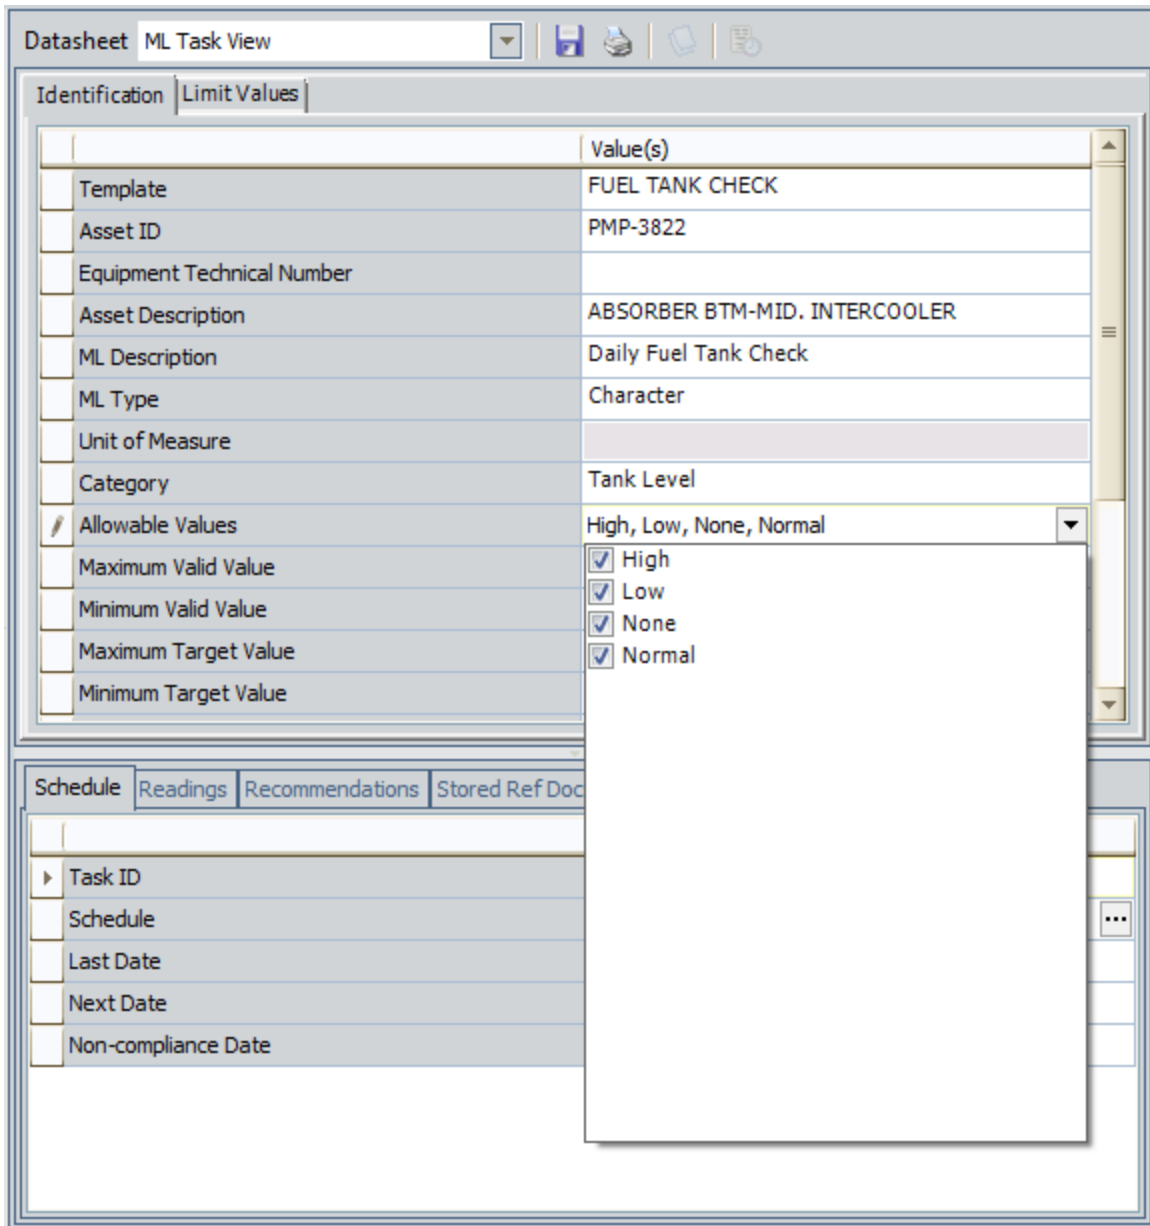 Datasheet ML Task View
Identification Limit Values
Value(s)
Template FUEL TANK CHECK
Asset ID PMP-3822
Equipment Technical Number
Asset Description ABSORBER BTM-MID. INTERCOOLER
ML Description Daily Fuel Tank Check
ML Type Character
Unit of Measure
Category Tank Level
Allowable Values High, Low, None, Normal
High
Maximum Valid Value
Low
Minimum Valid Value
None
Maximum Target Value
Normal
Minimum Target Value
Schedule Readings Recommendations Stored Ref Doc
Task ID
Schedule ...
Last Date
Next Date
Non-compliance Date